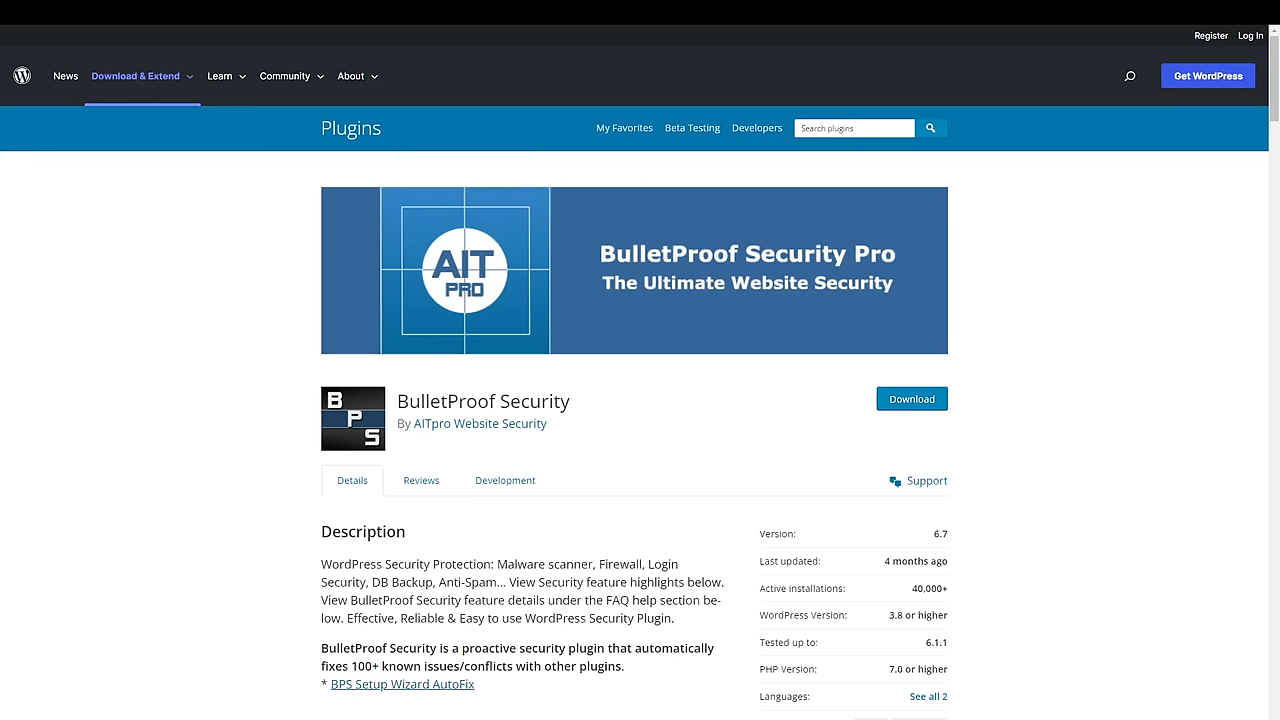 Register Log In
News Download & Extend Learn Community About Get WordPress
Plugins My Favorites Beta Testing Developers Search plugins
AIT
PRO
BulletProof Security Pro
The Ultimate Website Security
B
P
S
BulletProof Security
By AITpro Website Security
Download
Details Reviews Development Support
Description
WordPress Security Protection: Malware scanner, Firewall, Login
Security, DB Backup, Anti-Spam... View Security feature highlights below.
View BulletProof Security feature details under the FAQ help section be-
low. Effective, Reliable & Easy to use WordPress Security Plugin.
BulletProof Security is a proactive security plugin that automatically
fixes 100+ known issues/conflicts with other plugins.
* BPS Setup Wizard AutoFix
Version: 6.7
Last updated: 4 months ago
Active installations: 40,000+
WordPress Version: 3.8 or higher
Tested up to: 6.1.1
PHP Version: 7.0 or higher
Languages: See all 2